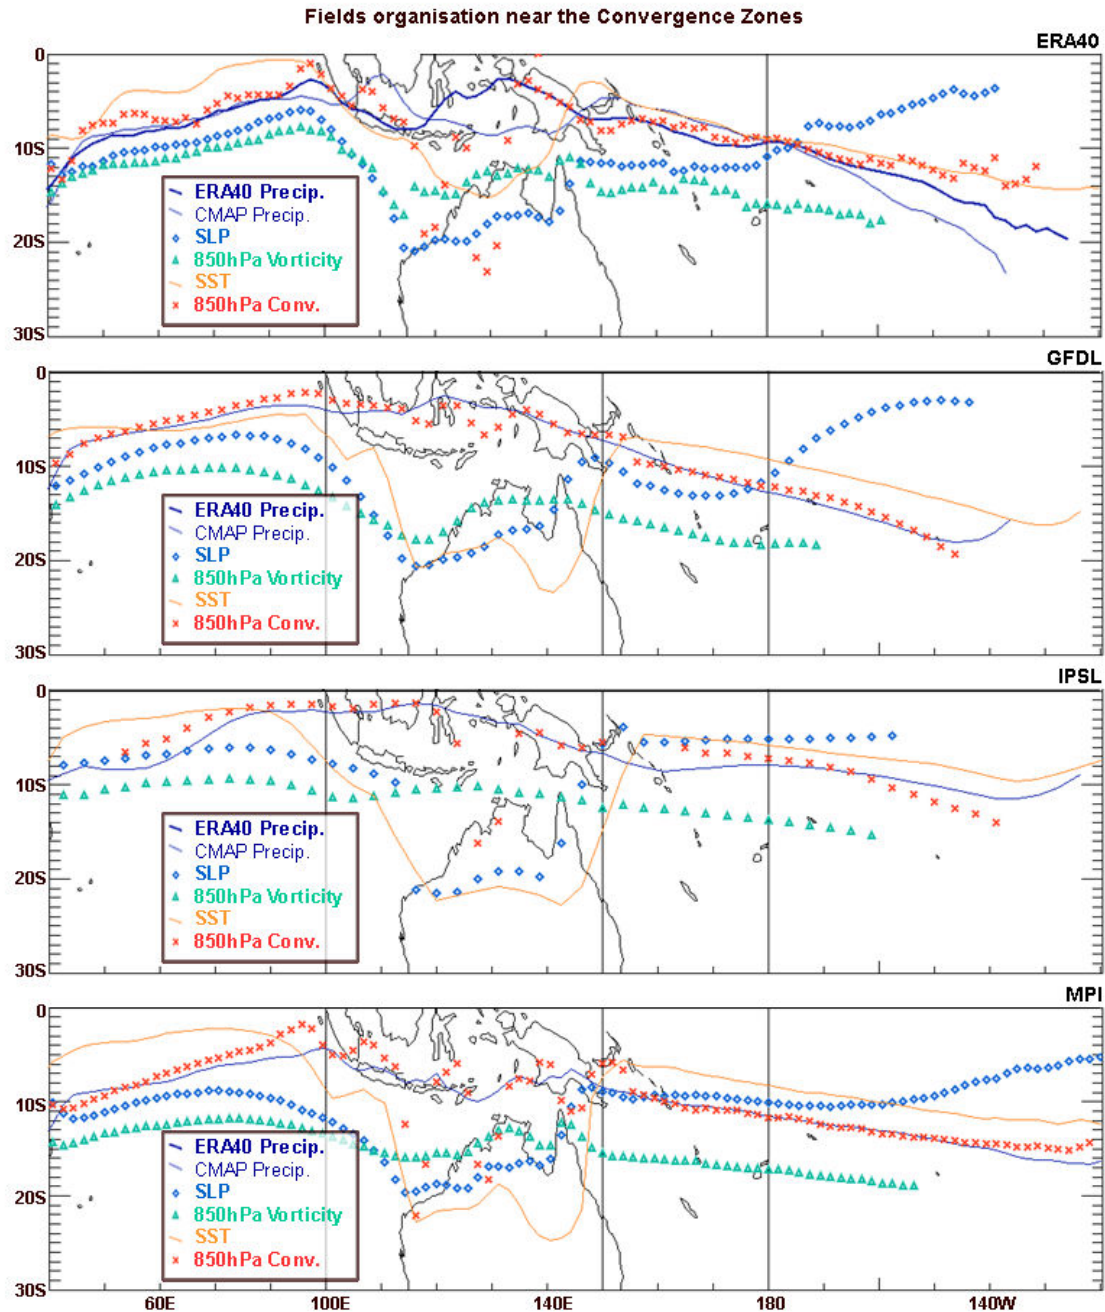 Fields organisation near the Convergence Zones
ERA40
0
10S
20S
30S
ERA40 Precip.
CMAP Precip.
SLP
850hPa Vorticity
SST
850hPa Conv.
GFDL
0
10S
20S
30S
ERA40 Precip.
CMAP Precip.
SLP
850hPa Vorticity
SST
850hPa Conv.
IPSL
0
10S
20S
30S
ERA40 Precip.
CMAP Precip.
SLP
850hPa Vorticity
SST
850hPa Conv.
MPI
0
10S
20S
30S
ERA40 Precip.
CMAP Precip.
SLP
850hPa Vorticity
SST
850hPa Conv.
60E 100E 140E 180 140W